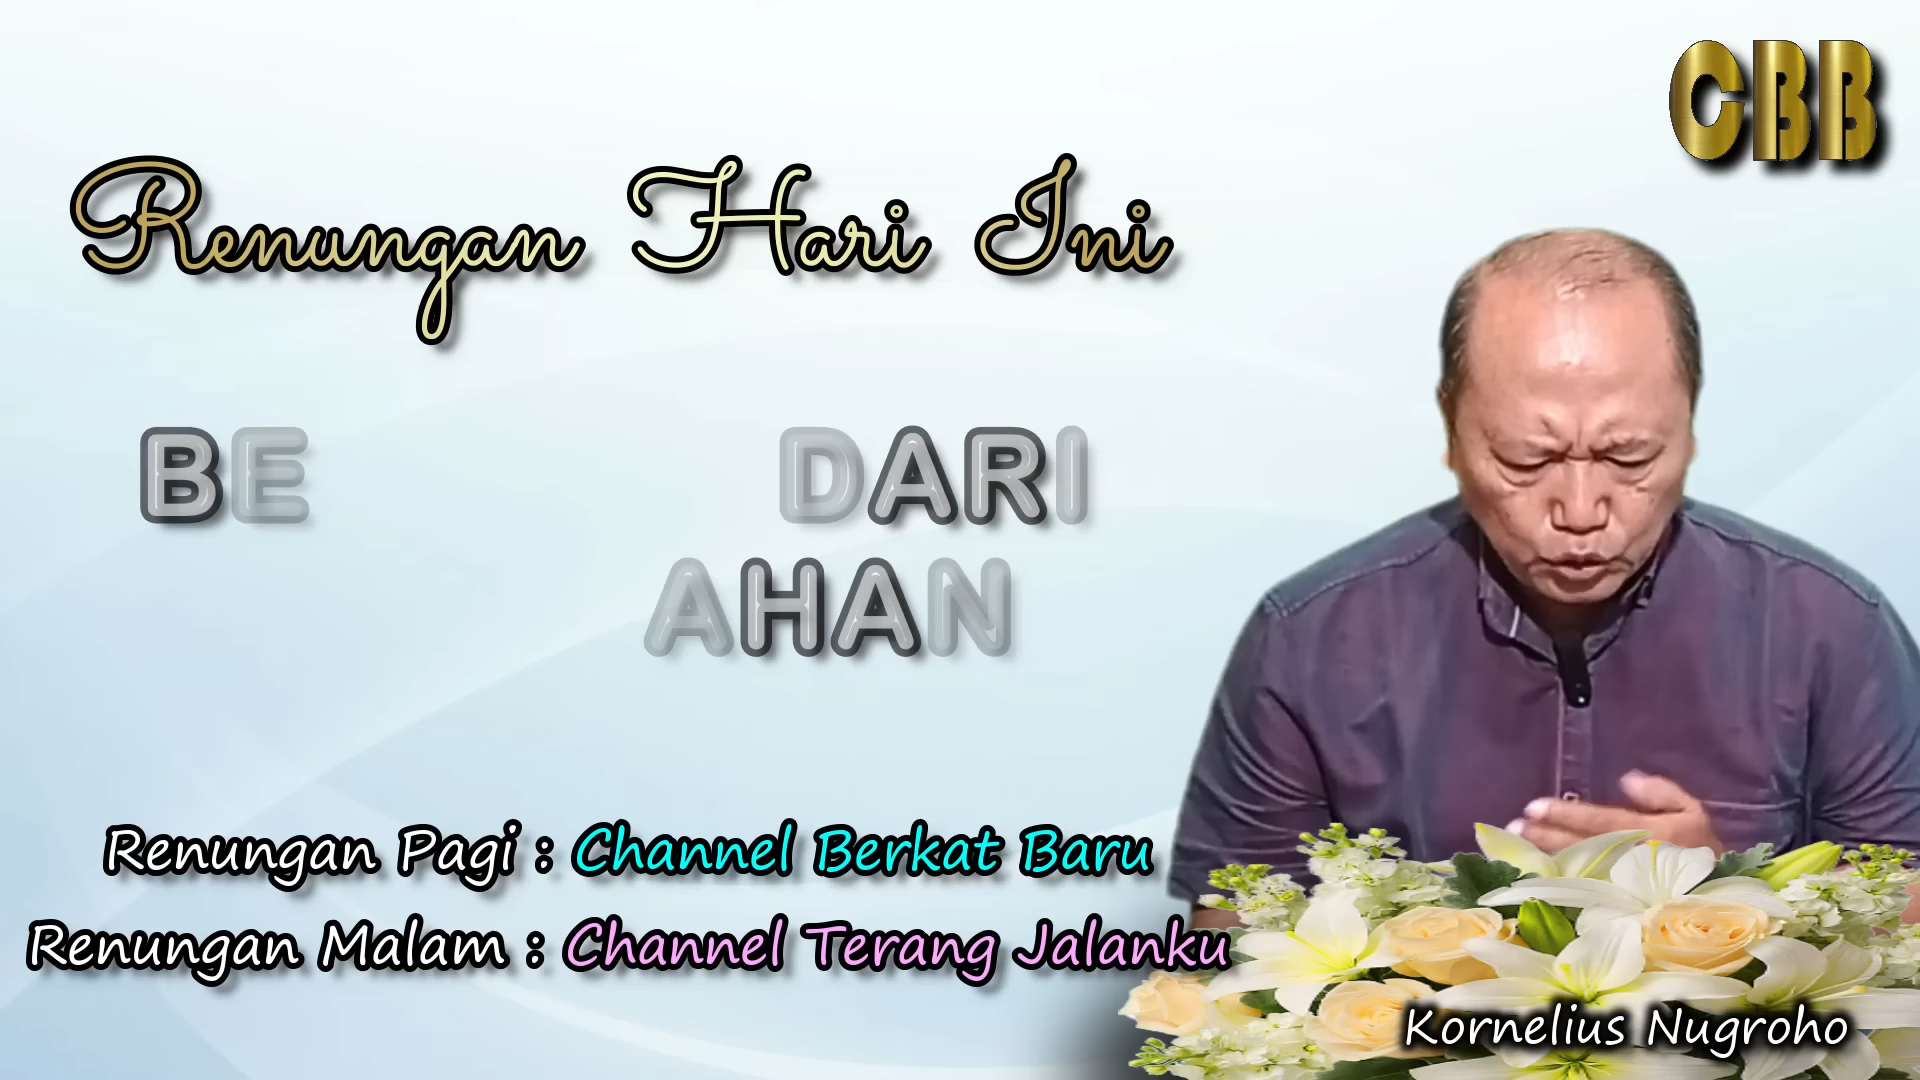 CBB
Renungan Hari Ini
BE DARI
AHAN
Renungan Pagi : Channel Berkat Baru
Renungan Malam : Channel Terang Jalanku
Kornelius Nugroho